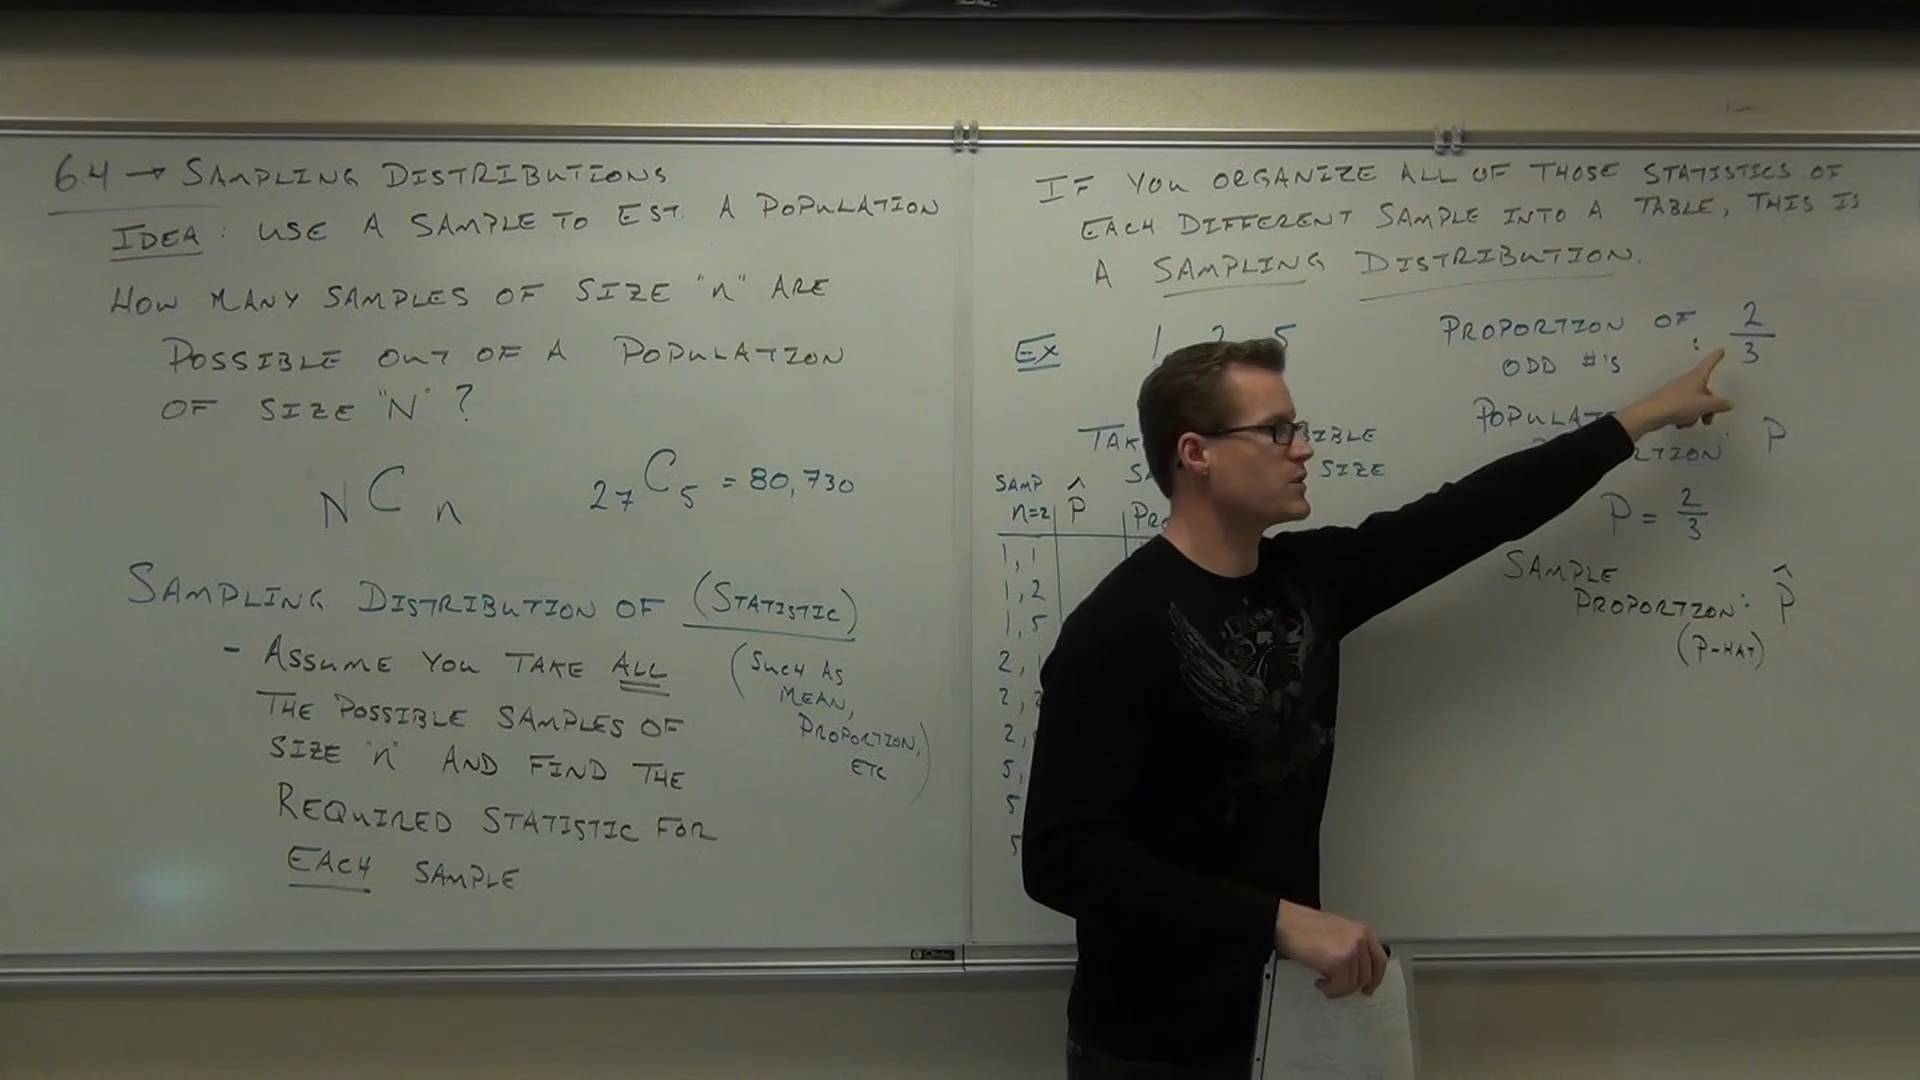 6.4 → SAMPLING DISTRIBUTIONS
IDEA: USE A SAMPLE TO EST. A POPULATION
HOW MANY SAMPLES OF SIZE "n" ARE
POSSIBLE OUT OF A POPULATION
OF SIZE "N"?
N C n
27 C 5 = 80,730
SAMPLING DISTRIBUTION OF (STATISTIC)
- ASSUME YOU TAKE ALL
THE POSSIBLE SAMPLES OF
SIZE "n" AND FIND THE
REQUIRED STATISTIC FOR
EACH SAMPLE
(SUCH AS
MEAN,
PROPORTION,
ETC)
IF YOU ORGANIZE ALL OF THOSE STATISTICS OF
EACH DIFFERENT SAMPLE INTO A TABLE, THIS IS
A SAMPLING DISTRIBUTION.
EX 1 2 5
SIZE
SAMP
n=2 P̂
1,1
1,2
1,5
PROPORTION OF
ODD #'S : 2/3
P
P = 2/3
SAMPLE
PROPORTION: P̂
(P-HAT)